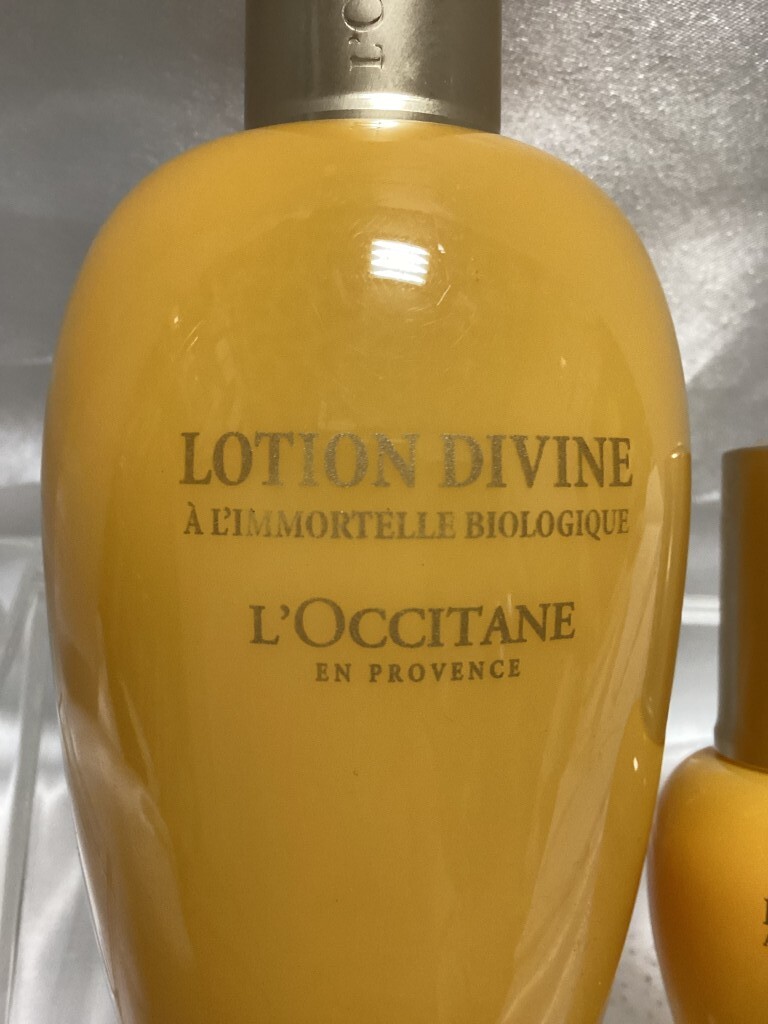 L'O
LOTION DIVINE
À L'IMMORTELLE BIOLOGIQUE
L'OCCITANE
EN PROVENCE